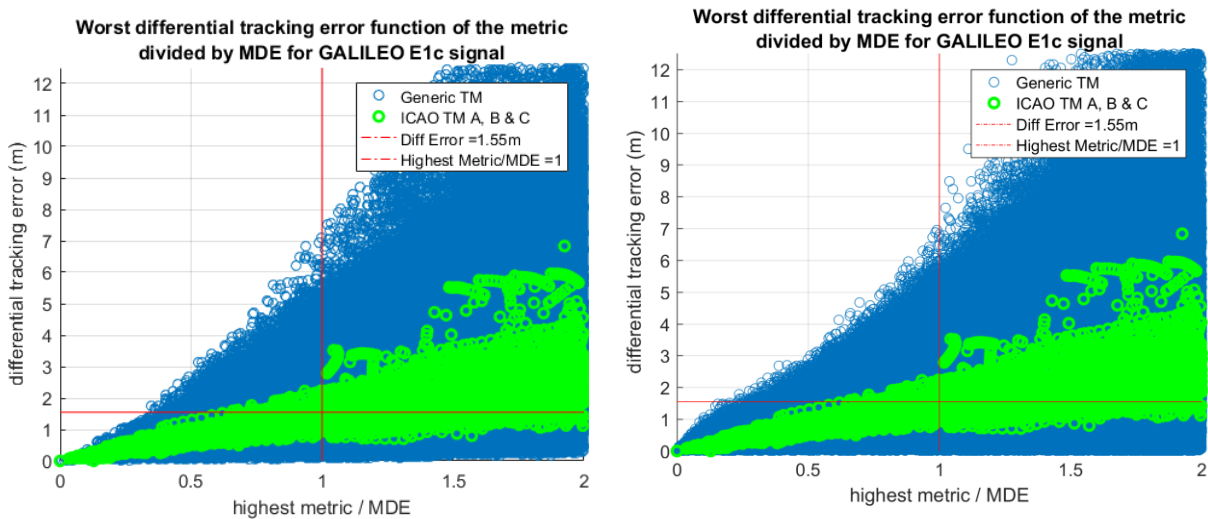 Worst differential tracking error function of the metric
divided by MDE for GALILEO E1c signal
12
11
10
9
8
7
6
5
4
3
2
1
0
differential tracking error (m)
Generic TM
ICAO TM A, B & C
Diff Error =1.55m
Highest Metric/MDE =1
0
0.5
1
1.5
2
highest metric / MDE
Worst differential tracking error function of the metric
divided by MDE for GALILEO E1c signal
12
11
10
9
8
7
6
5
4
3
2
1
0
differential tracking error (m)
Generic TM
ICAO TM A, B & C
Diff Error =1.55m
Highest Metric/MDE =1
0
0.5
1
1.5
2
highest metric / MDE